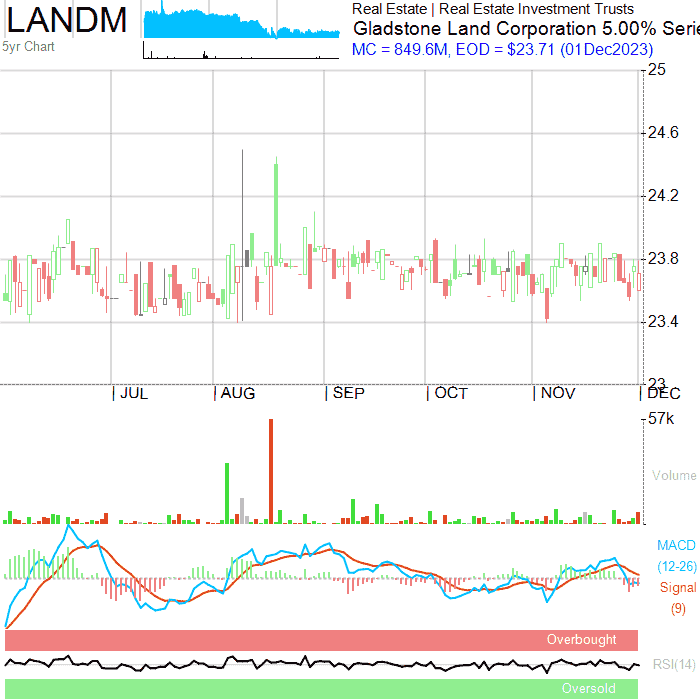 LANDM
5yr Chart
Real Estate | Real Estate Investment Trusts
Gladstone Land Corporation 5.00% Serie
MC = 849.6M, EOD = $23.71 (01Dec2023)
25
24.6
24.2
23.8
23.4
23
JUL AUG SEP OCT NOV DEC
57k
Volume
MACD
(12-26)
Signal
(9)
Overbought
RSI(14)
Oversold